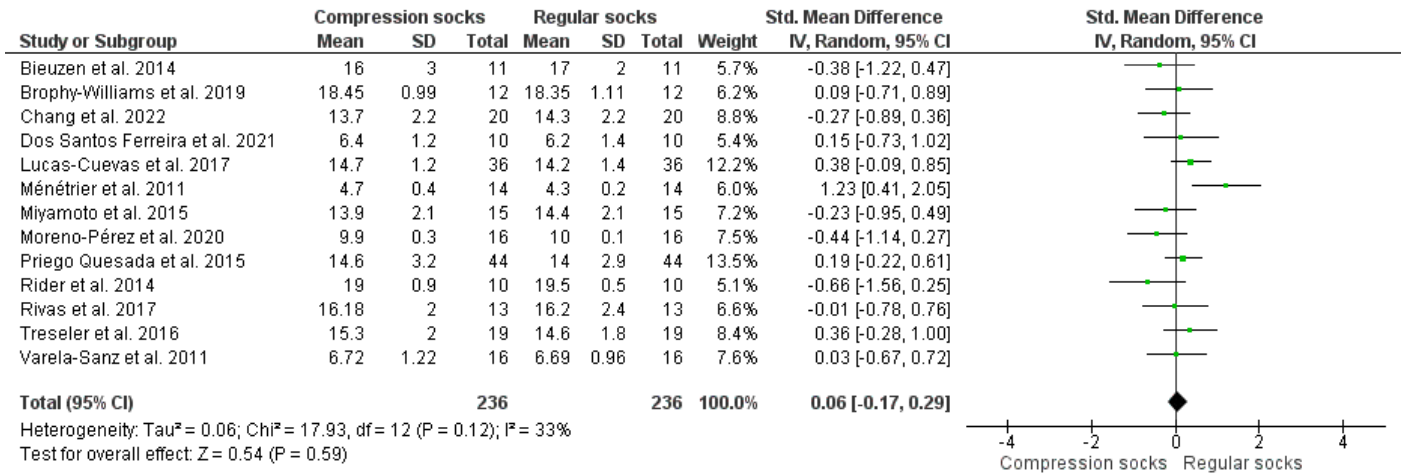 Compression socks Regular socks Std. Mean Difference Std. Mean Difference
Study or Subgroup Mean SD Total Mean SD Total Weight IV, Random, 95% CI IV, Random, 95% CI
Bieuzen et al. 2014 16 3 11 17 2 11 5.7% -0.38 [-1.22, 0.47]
Brophy-Williams et al. 2019 18.45 0.99 12 18.35 1.11 12 6.2% 0.09 [-0.71, 0.89]
Chang et al. 2022 13.7 2.2 20 14.3 2.2 20 8.8% -0.27 [-0.89, 0.36]
Dos Santos Ferreira et al. 2021 6.4 1.2 10 6.2 1.4 10 5.4% 0.15 [-0.73, 1.02]
Lucas-Cuevas et al. 2017 14.7 1.2 36 14.2 1.4 36 12.2% 0.38 [-0.09, 0.85]
Ménétrier et al. 2011 4.7 0.4 14 4.3 0.2 14 6.0% 1.23 [0.41, 2.05]
Miyamoto et al. 2015 13.9 2.1 15 14.4 2.1 15 7.2% -0.23 [-0.95, 0.49]
Moreno-Pérez et al. 2020 9.9 0.3 16 10 0.1 16 7.5% -0.44 [-1.14, 0.27]
Priego Quesada et al. 2015 14.6 3.2 44 14 2.9 44 13.5% 0.19 [-0.22, 0.61]
Rider et al. 2014 19 0.9 10 19.5 0.5 10 5.1% -0.66 [-1.56, 0.25]
Rivas et al. 2017 16.18 2 13 16.2 2.4 13 6.6% -0.01 [-0.78, 0.76]
Treseler et al. 2016 15.3 2 19 14.6 1.8 19 8.4% 0.36 [-0.28, 1.00]
Varela-Sanz et al. 2011 6.72 1.22 16 6.69 0.96 16 7.6% 0.03 [-0.67, 0.72]
Total (95% CI) 236 236 100.0% 0.06 [-0.17, 0.29]
Heterogeneity: Tau² = 0.06; Chi² = 17.93, df = 12 (P = 0.12); I² = 33%
Test for overall effect: Z = 0.54 (P = 0.59)
-4 -2 0 2 4
Compression socks Regular socks